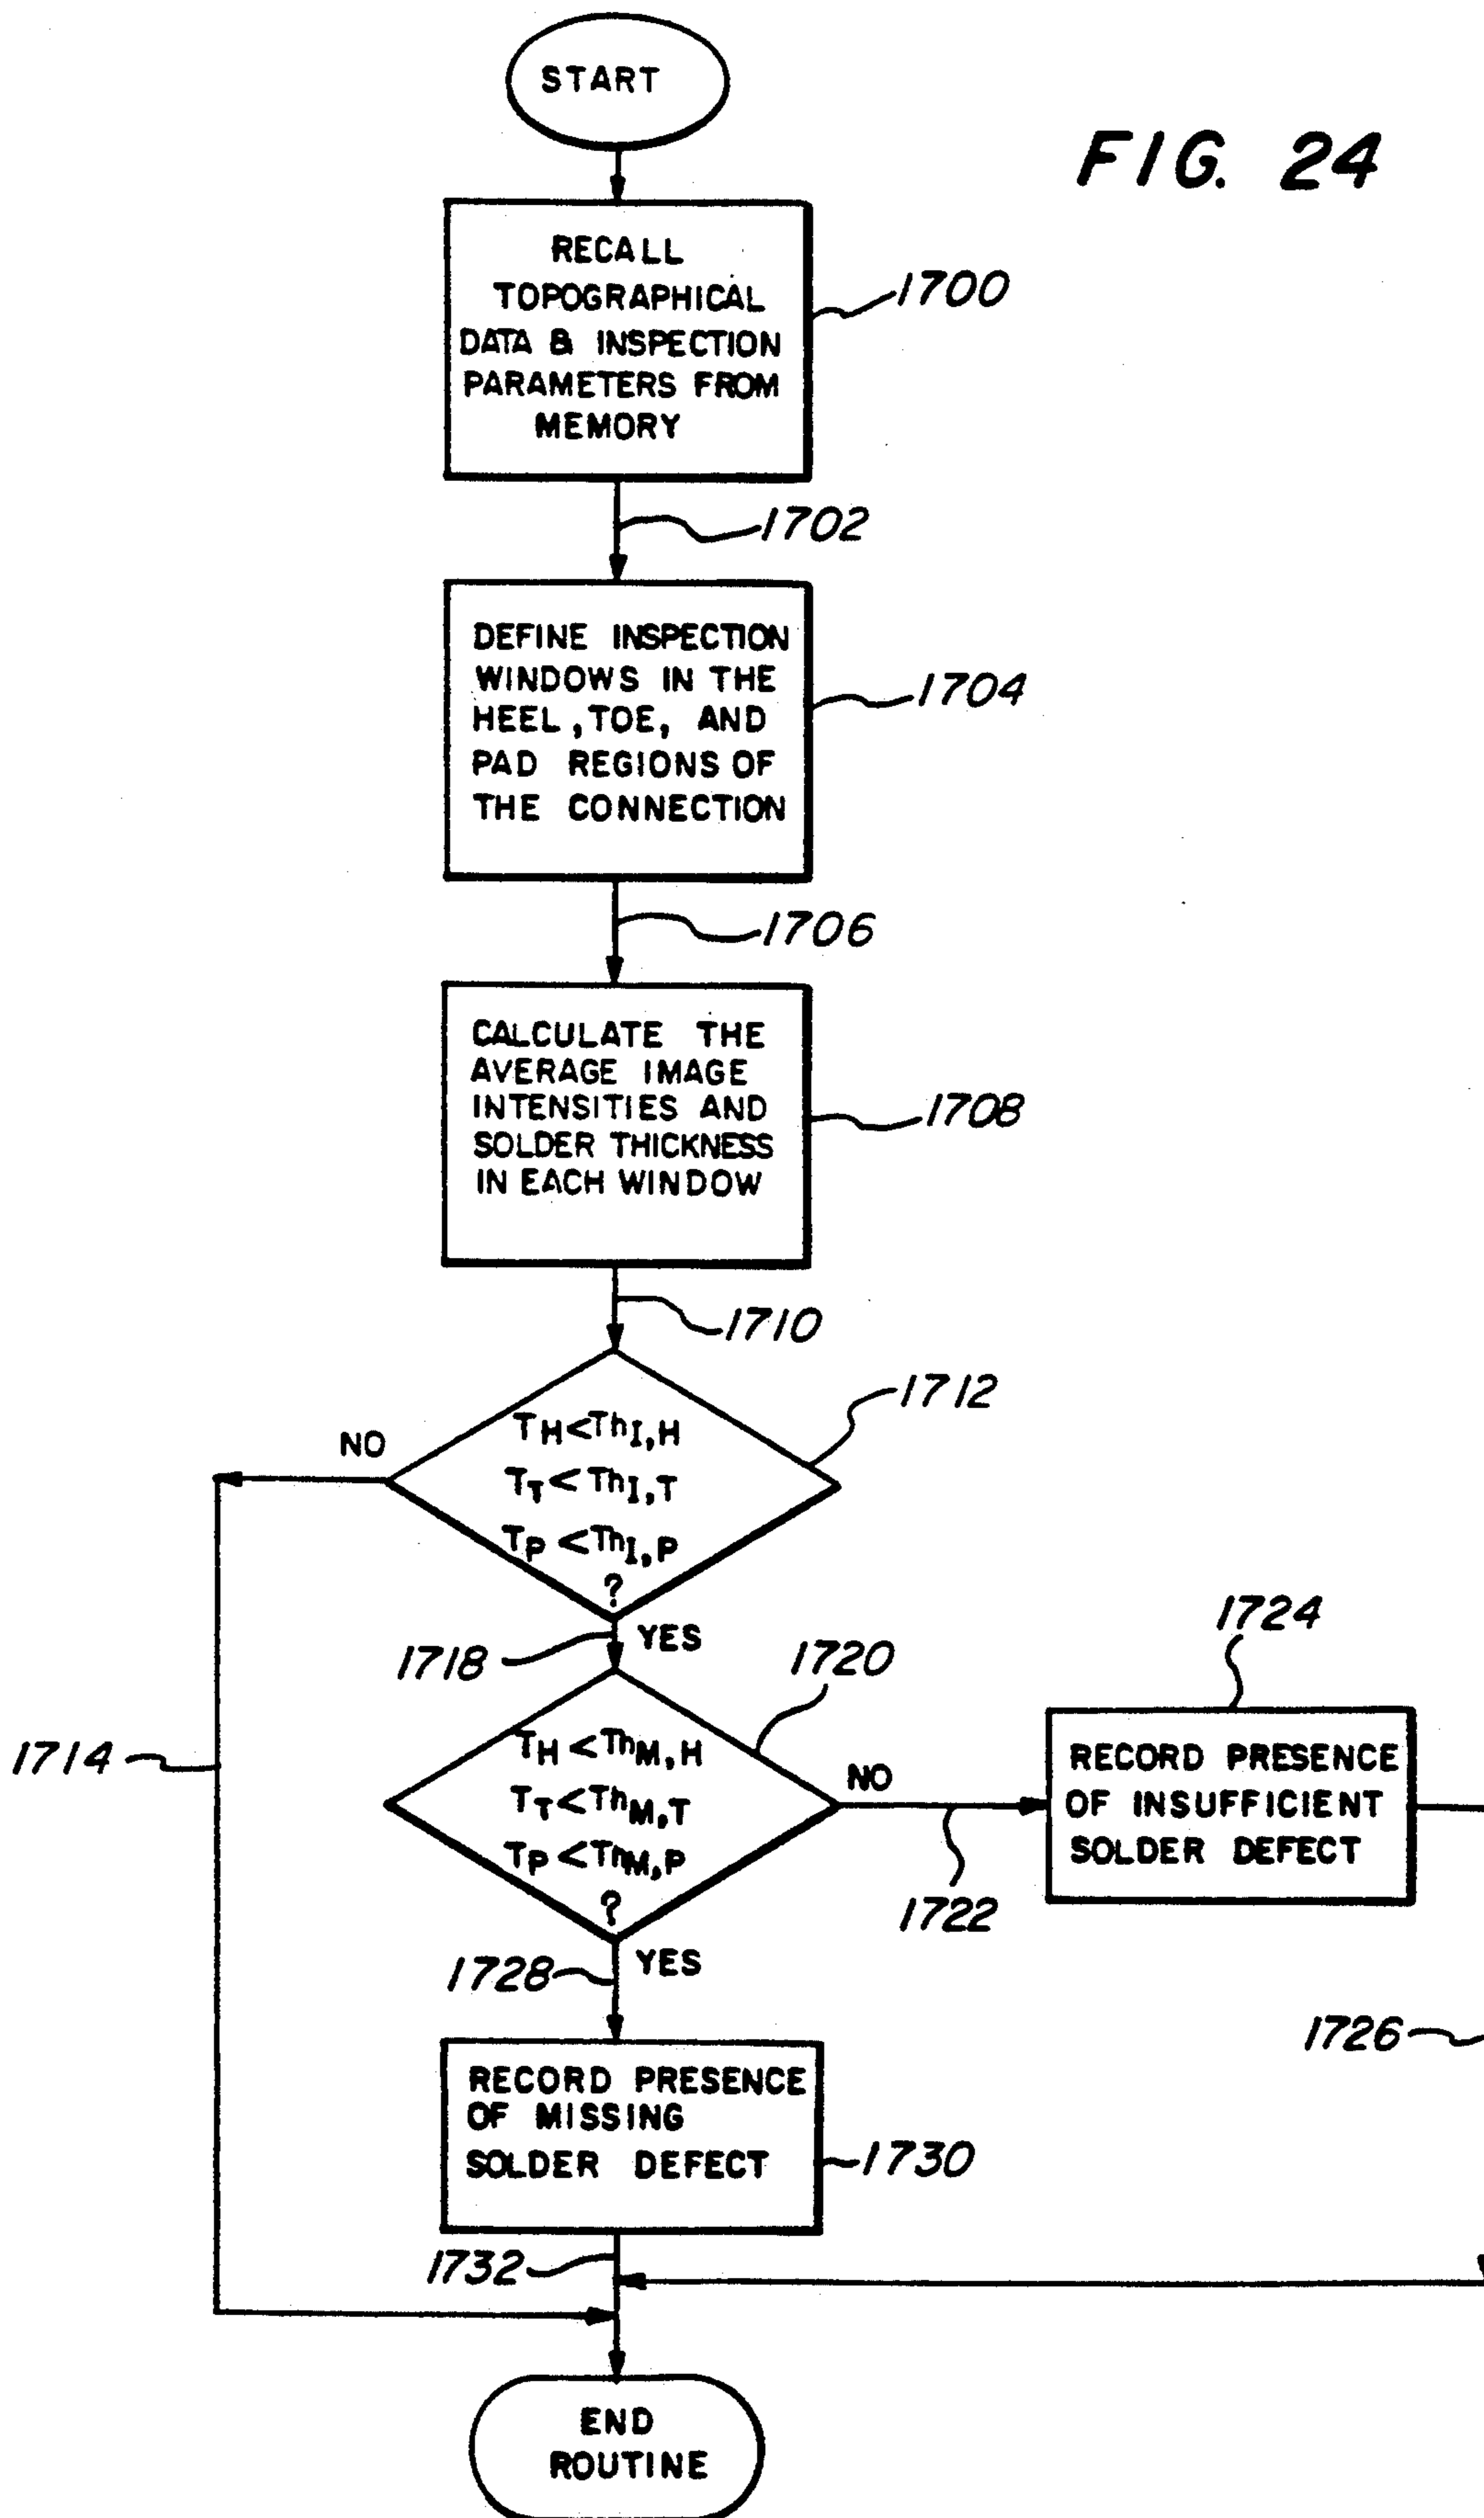 START
FIG. 24
RECALL
TOPOGRAPHICAL
DATA & INSPECTION
PARAMETERS FROM
MEMORY
1700
1702
DEFINE INSPECTION
WINDOWS IN THE
HEEL, TOE, AND
PAD REGIONS OF
THE CONNECTION
1704
1706
CALCULATE THE
AVERAGE IMAGE
INTENSITIES AND
SOLDER THICKNESS
IN EACH WINDOW
1708
1710
1712
NO
TH<ThI,H
TT<ThI,T
TP<ThI,P
?
1718
YES
1720
1724
1714
TH<ThM,H
TT<ThM,T
TP<ThM,P
?
NO
1722
RECORD PRESENCE
OF INSUFFICIENT
SOLDER DEFECT
1726
1728
YES
RECORD PRESENCE
OF MISSING
SOLDER DEFECT
1730
1732
END
ROUTINE